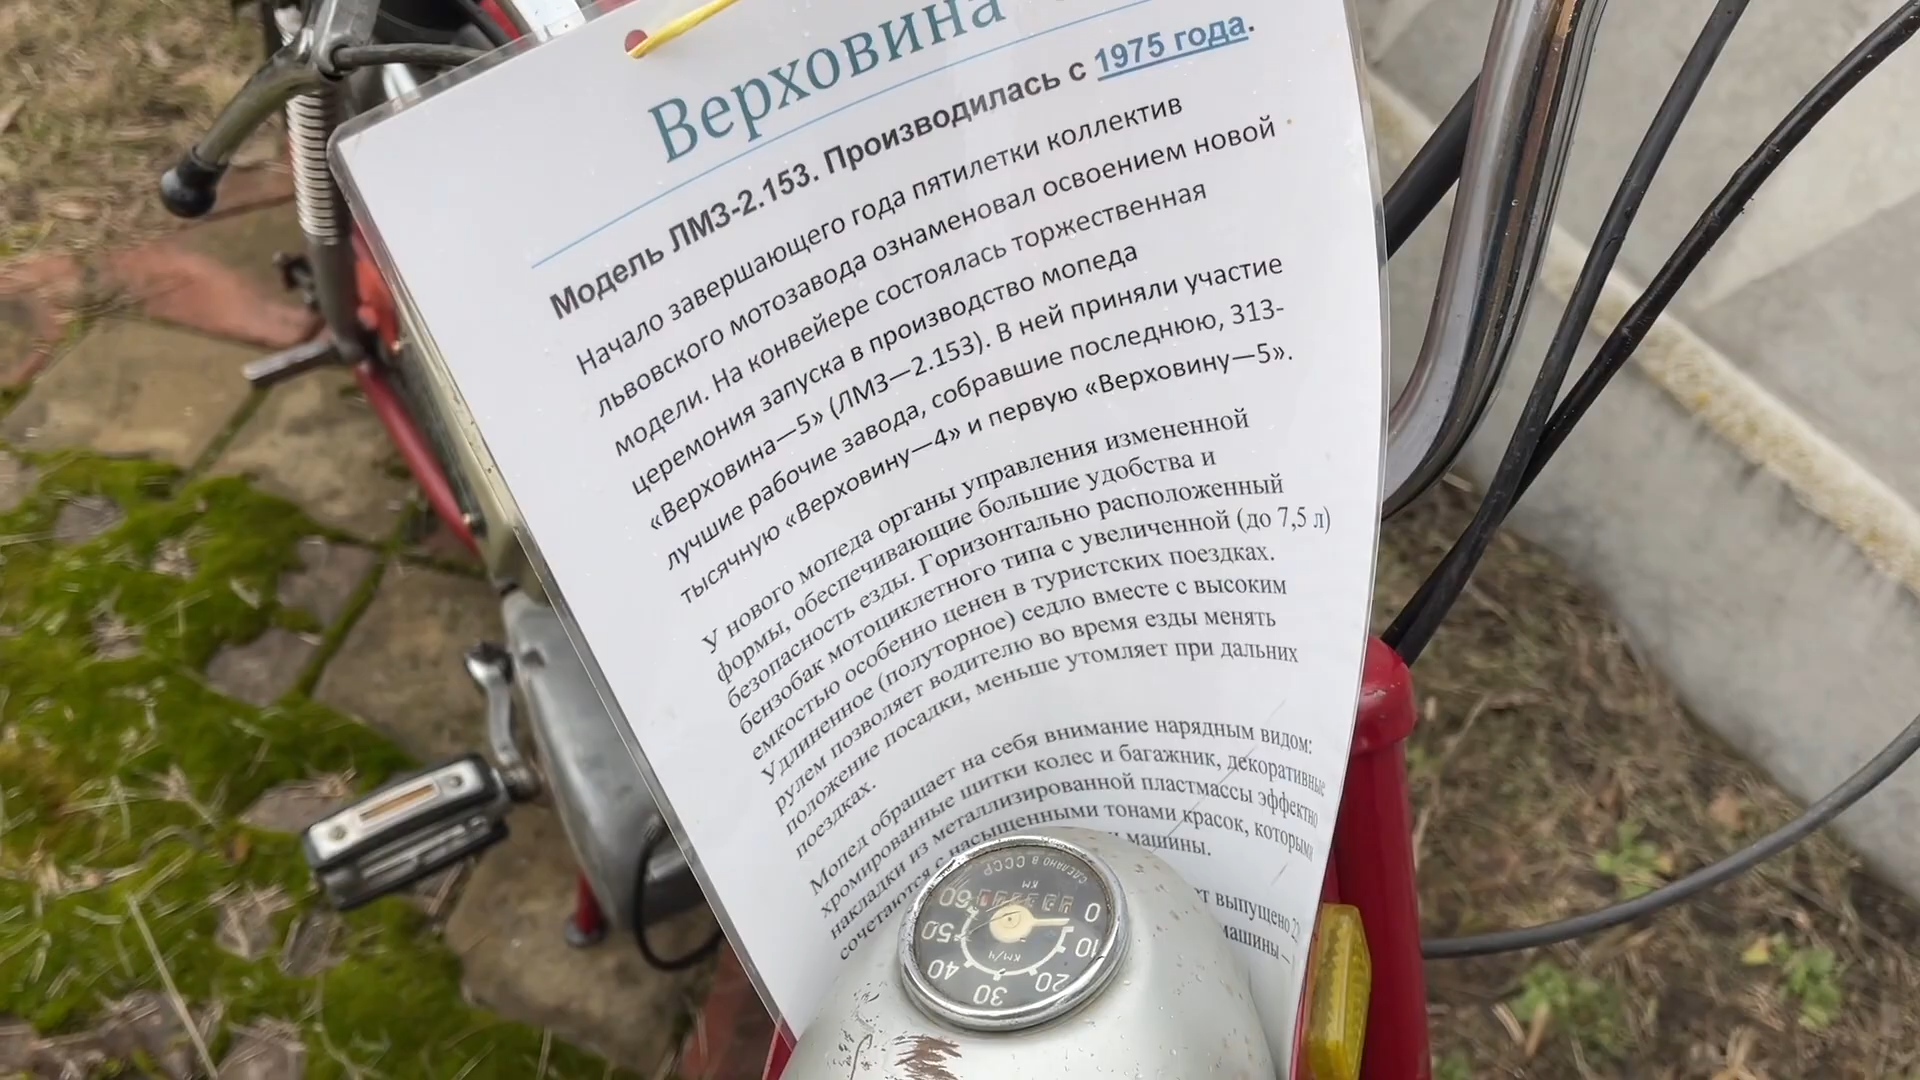 Верховина
Модель ЛМЗ-2.153. Производилась с 1975 года.
Начало завершающего года пятилетки коллектив
львовского мотозавода ознаменовал освоением новой
модели. На конвейере состоялась торжественная
церемония запуска в производство мопеда
«Верховина—5» (ЛМЗ—2.153). В ней приняли участие
лучшие рабочие завода, собравшие последнюю, 313-
тысячную «Верховину—4» и первую «Верховину—5».
У нового мопеда органы управления измененной
формы, обеспечивающие большие удобства и
безопасность езды. Горизонтально расположенный
бензобак мотоциклетного типа с увеличенной (до 7,5 л)
емкостью особенно ценен в туристских поездках.
Удлиненное (полуторное) седло вместе с высоким
рулем позволяет водителю во время езды менять
положение посадки, меньше утомляет при дальних
поездках.
Мопед обращает на себя внимание нарядным видом:
хромированные щитки колес и багажник, декоративные
накладки из металлизированной пластмассы эффектно
сочетаются с насыщенными тонами красок, которыми
машины.
выпущено
машины –
СДЕЛАНО В СССР
КМ
0 10 20 30 40 50 60
КМ/Ч